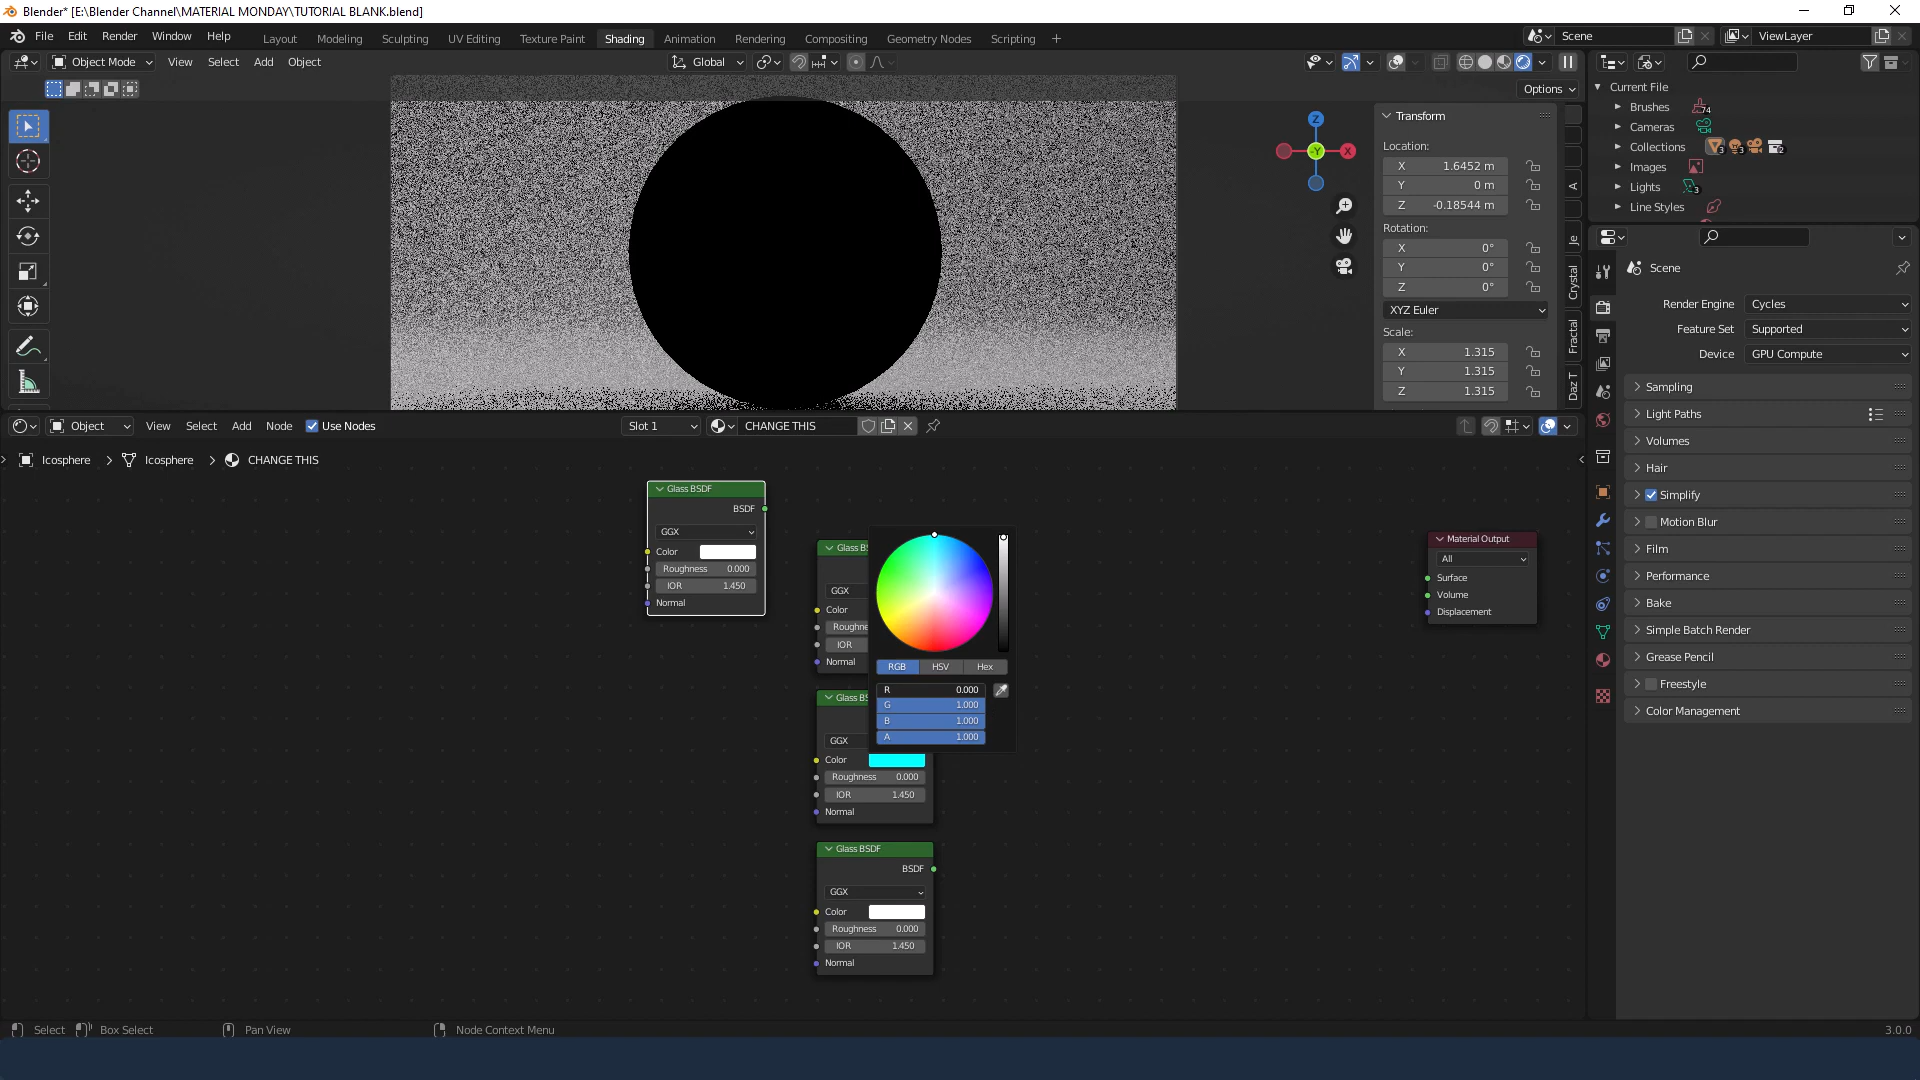 Blender* [E:\Blender Channel\MATERIAL MONDAY\TUTORIAL BLANK.blend]
File Edit Render Window Help
Layout Modeling Sculpting UV Editing Texture Paint Shading Animation Rendering Compositing Geometry Nodes Scripting +
Scene
ViewLayer
Object Mode View Select Add Object
Global
Options
Transform
Location:
X 1.6452 m
Y 0 m
Z -0.18544 m
Rotation:
X 0°
Y 0°
Z 0°
XYZ Euler
Scale:
X 1.315
Y 1.315
Z 1.315
Z
-Y
X
A
Je
Crystal
Fractal
Daz T
Current File
Brushes 74
Cameras
Collections 3 3 2
Images
Lights 3
Line Styles
Scene
Render Engine Cycles
Feature Set Supported
Device GPU Compute
Sampling
Light Paths
Volumes
Hair
Simplify
Motion Blur
Film
Performance
Bake
Simple Batch Render
Grease Pencil
Freestyle
Color Management
Object View Select Add Node Use Nodes
Slot 1
CHANGE THIS
Icosphere > Icosphere > CHANGE THIS
Glass BSDF
BSDF
GGX
Color
Roughness 0.000
IOR 1.450
Normal
Glass B
GGX
Color
Roughne
IOR
Normal
RGB HSV Hex
R 0.000
G 1.000
B 1.000
A 1.000
Glass BS
GGX
Color
Roughness 0.000
IOR 1.450
Normal
Glass BSDF
BSDF
GGX
Color
Roughness 0.000
IOR 1.450
Normal
Material Output
All
Surface
Volume
Displacement
Select Box Select Pan View Node Context Menu
3.0.0